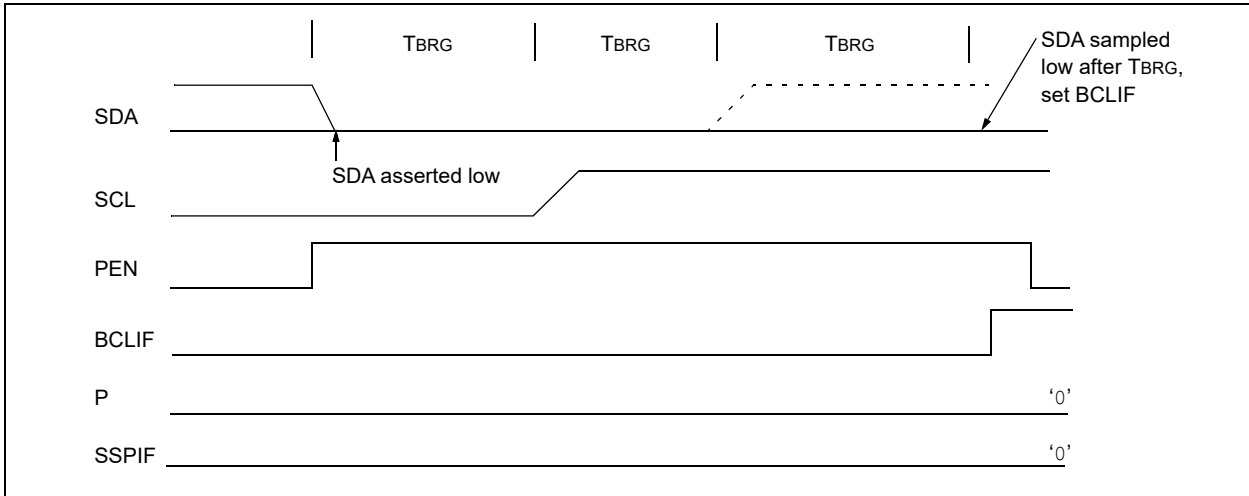 TBRG TBRG TBRG
SDA sampled
low after TBRG,
set BCLIF
SDA
SDA asserted low
SCL
PEN
BCLIF
P ‘0’
SSPIF ‘0’